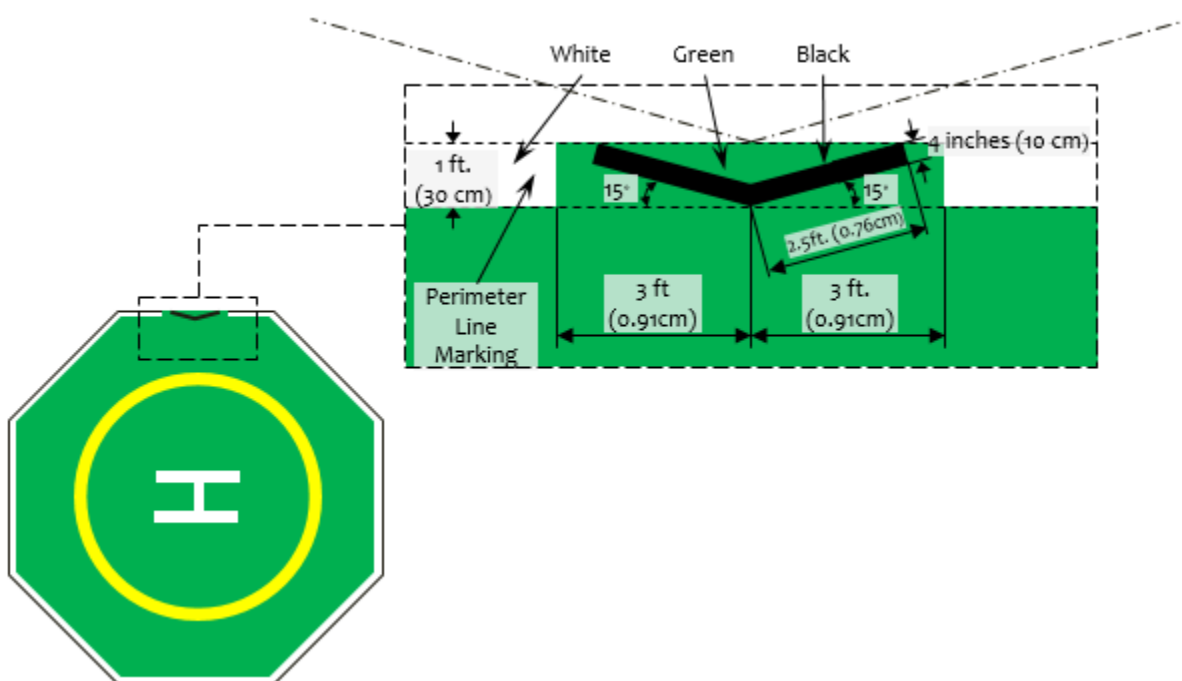 White
Green
Black
4 inches (10 cm)
1 ft.
(30 cm)
15°
15°
2.5ft. (0.76cm)
3 ft
(0.91cm)
3 ft.
(0.91cm)
Perimeter
Line
Marking
H